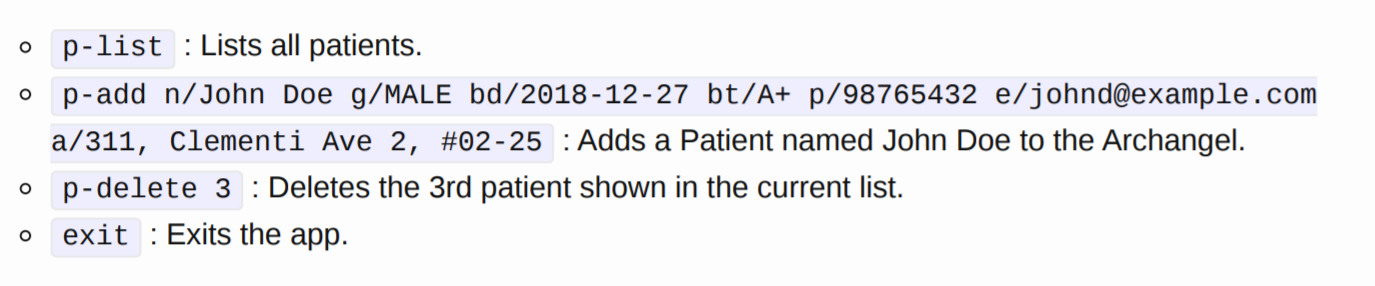 p-list : Lists all patients.
p-add n/John Doe g/MALE bd/2018-12-27 bt/A+ p/98765432 e/johnd@example.com
a/311, Clementi Ave 2, #02-25 : Adds a Patient named John Doe to the Archangel.
p-delete 3 : Deletes the 3rd patient shown in the current list.
exit : Exits the app.